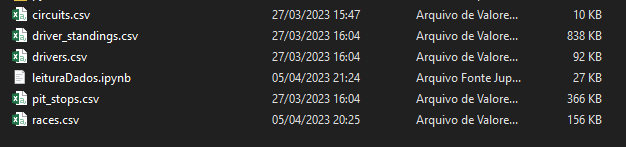 circuits.csv 27/03/2023 15:47 Arquivo de Valore... 10 KB
driver_standings.csv 27/03/2023 16:04 Arquivo de Valore... 838 KB
drivers.csv 27/03/2023 16:04 Arquivo de Valore... 92 KB
leituraDados.ipynb 05/04/2023 21:24 Arquivo Fonte Jup... 27 KB
pit_stops.csv 27/03/2023 16:04 Arquivo de Valore... 366 KB
races.csv 05/04/2023 20:25 Arquivo de Valore... 156 KB